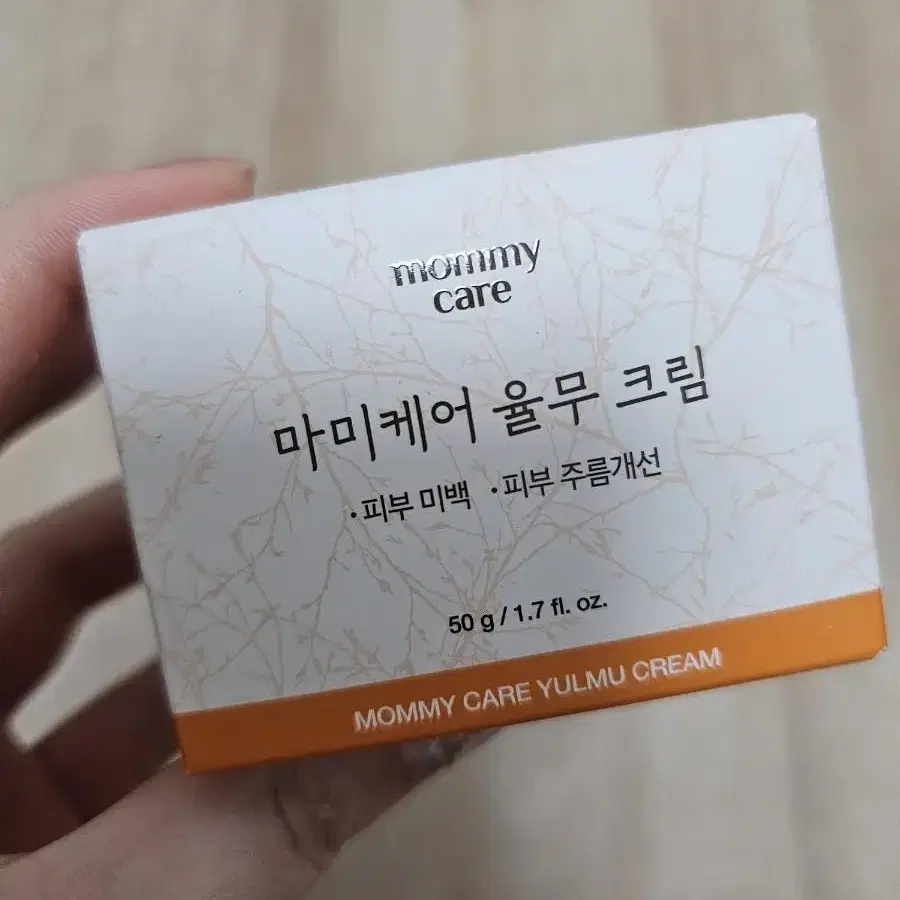 mommy
care
마미케어 율무 크림
·피부 미백 ·피부 주름개선
50 g / 1.7 fl. oz.
MOMMY CARE YULMU CREAM